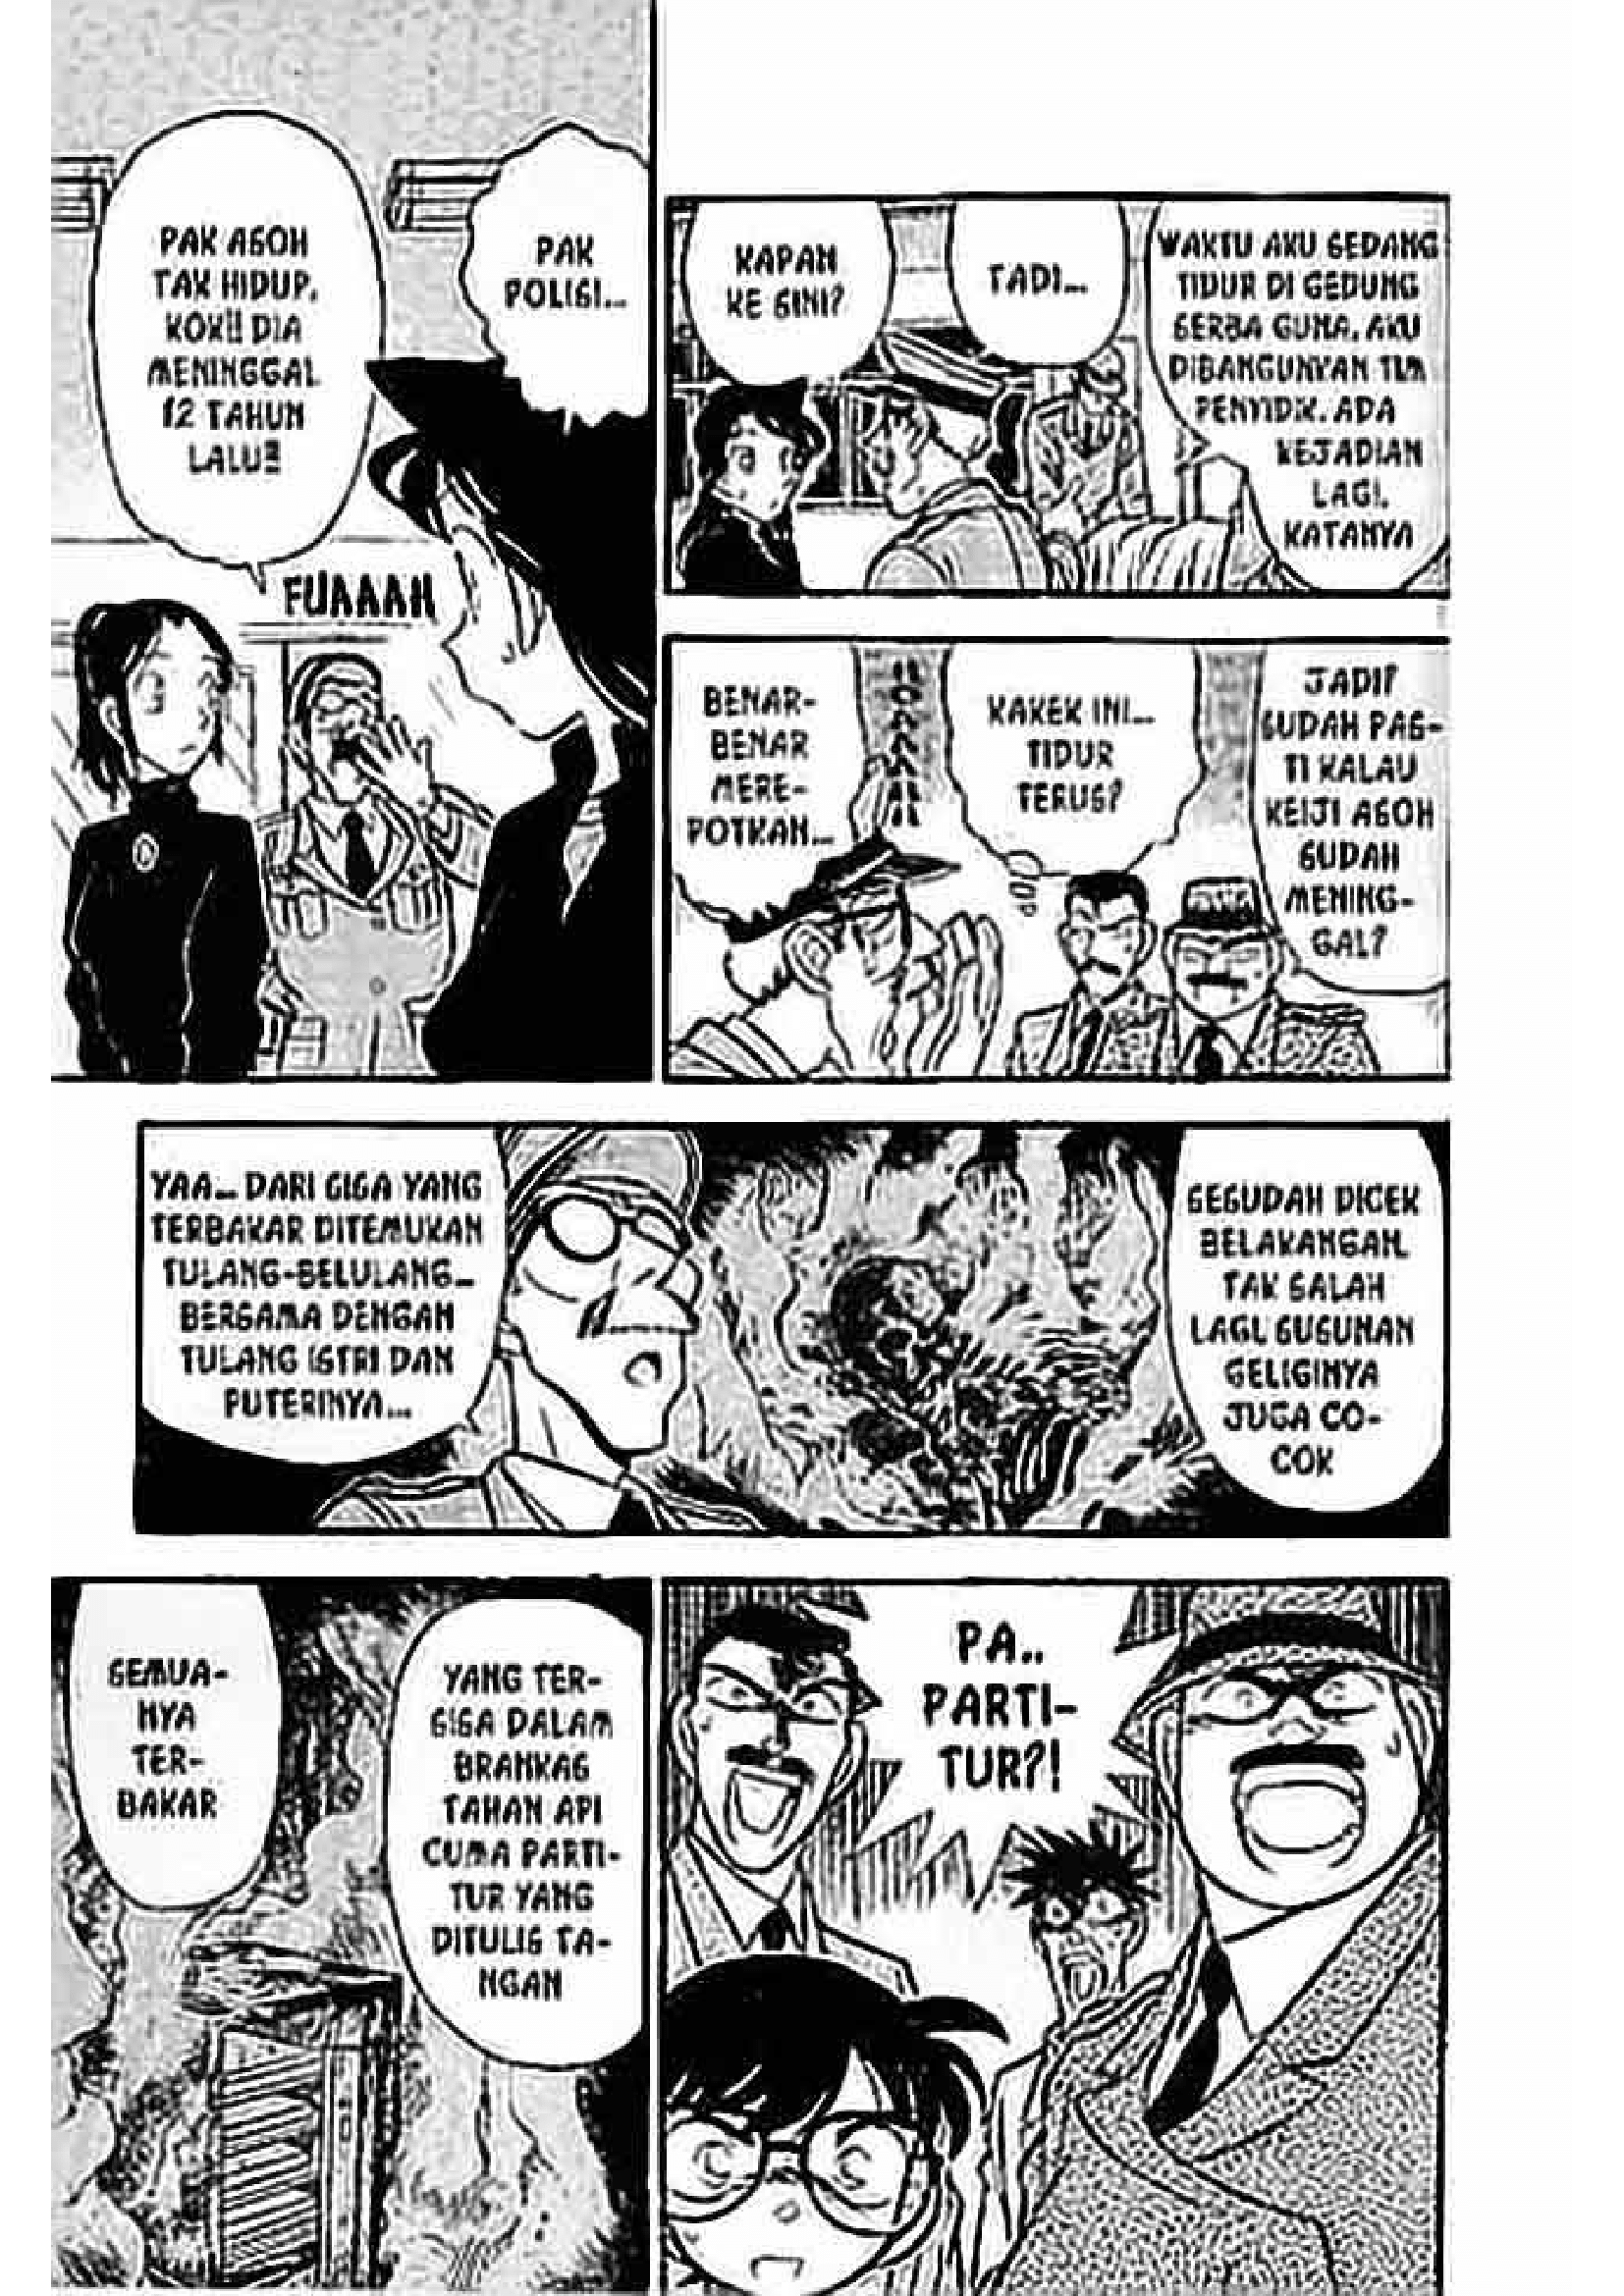 PAK
POLISI...
PAK ASOH
TAK HIDUP,
KOK!! DIA
MENINGGAL
12 TAHUN
LALU!!
FUAAAH
KAPAN
KE SINI?
TADI...
WAKTU AKU SEDANG
TIDUR DI GEDUNG
SERBA GUNA, AKU
DIBANGUNKAN TIM
PENYIDIK. ADA
KEJADIAN
LAGI,
KATANYA
BENAR-
BENAR
MERE-
POTKAN...
KAKEK INI...
TIDUR
TERUS?
JADI?
SUDAH PAS-
TI KALAU
KEIJI ASOH
SUDAH
MENING-
GAL?
YAA... DARI SISA YANG
TERBAKAR DITEMUKAN
TULANG-BELULANG...
BERSAMA DENGAN
TULANG ISTRI DAN
PUTERINYA...
SESUDAH DICEK
BELAKANGAN,
TAK SALAH
LAGI. SUSUNAN
GELIGINYA
JUGA CO-
COK
SEMUA-
NYA
TER-
BAKAR
YANG TER-
SISA DALAM
BRANKAS
TAHAN API
CUMA PARTI-
TUR YANG
DITULIS TA-
NGAN
PA..
PARTI-
TUR?!